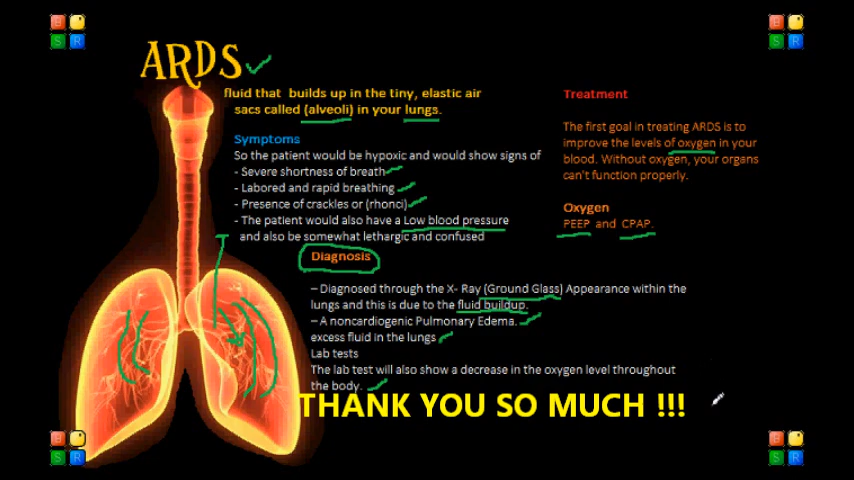 B
S R
B
S R
ARDS
fluid that builds up in the tiny, elastic air
sacs called (alveoli) in your lungs.
Symptoms
So the patient would be hypoxic and would show signs of
- Severe shortness of breath
- Labored and rapid breathing
- Presence of crackles or (rhonci)
- The patient would also have a Low blood pressure
and also be somewhat lethargic and confused
Diagnosis
– Diagnosed through the X- Ray (Ground Glass) Appearance within the
lungs and this is due to the fluid buildup.
– A noncardiogenic Pulmonary Edema.
excess fluid in the lungs
Lab tests
The lab test will also show a decrease in the oxygen level throughout
the body.
Treatment
The first goal in treating ARDS is to
improve the levels of oxygen in your
blood. Without oxygen, your organs
can't function properly.
Oxygen
PEEP and CPAP.
THANK YOU SO MUCH !!!
B
S R
B
S R